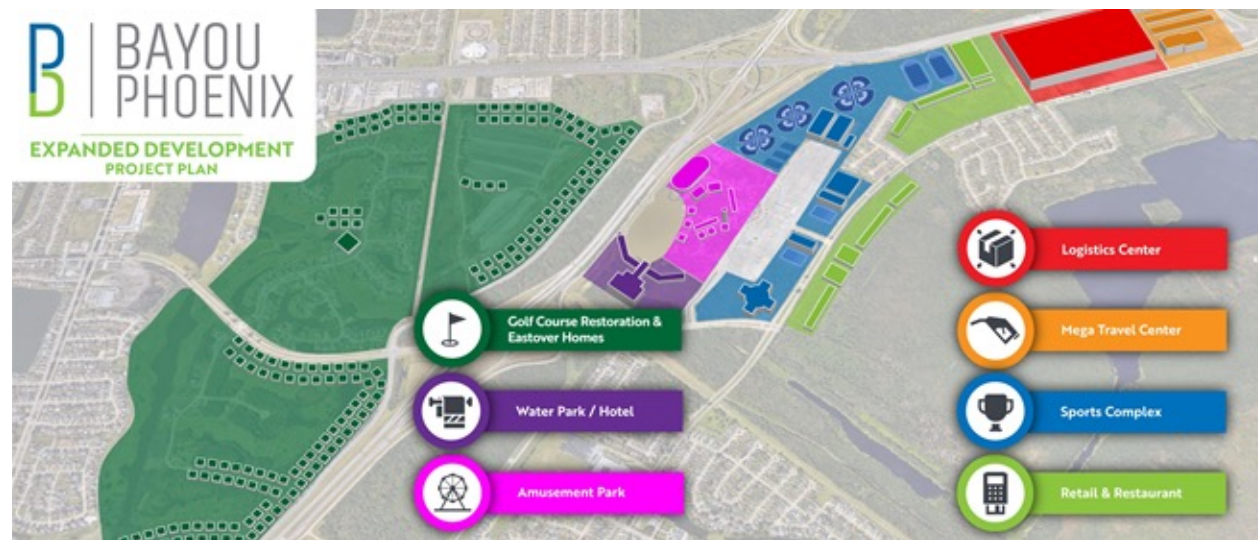 BAYOU
PHOENIX
EXPANDED DEVELOPMENT
PROJECT PLAN
Golf Course Restoration &
Eastover Homes
Water Park / Hotel
Amusement Park
Logistics Center
Mega Travel Center
Sports Complex
Retail & Restaurant